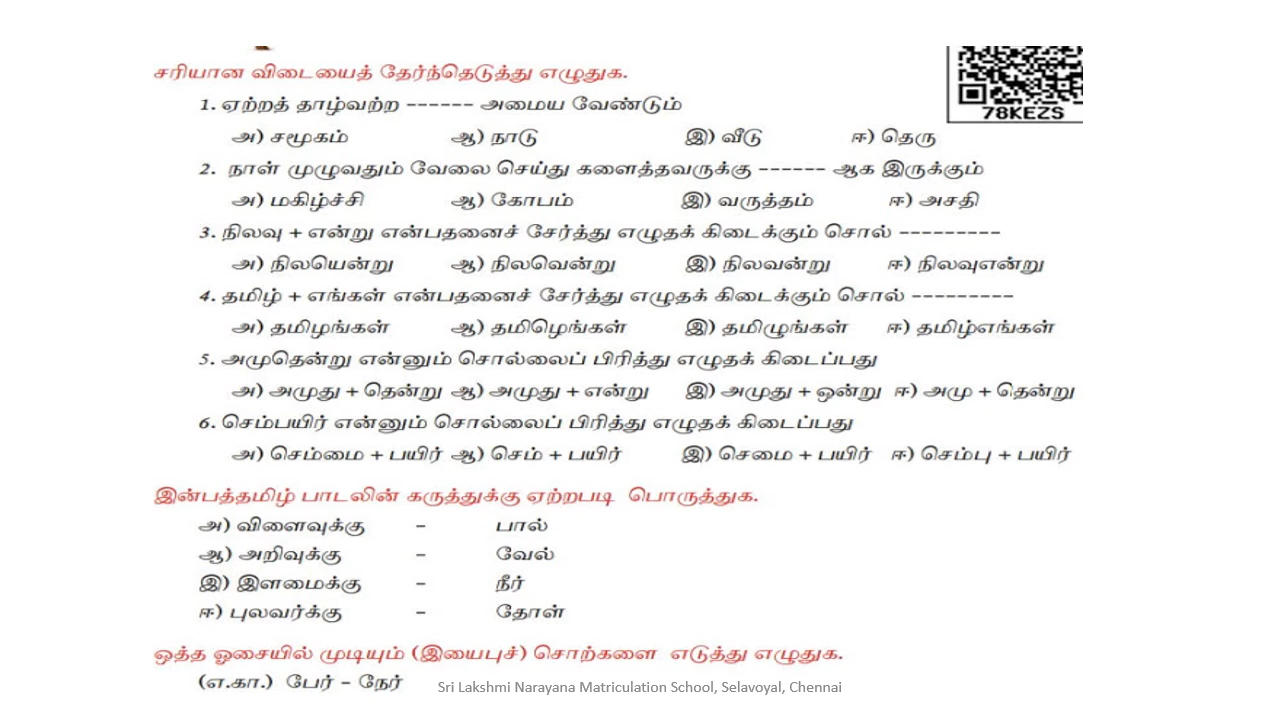 சரியான விடையைத் தேர்ந்தெடுத்து எழுதுக.
78KEZS
1. ஏற்றத் தாழ்வற்ற ------ அமைய வேண்டும்
அ) சமூகம் ஆ) நாடு இ) வீடு ஈ) தெரு
2. நாள் முழுவதும் வேலை செய்து களைத்தவருக்கு ------ ஆக இருக்கும்
அ) மகிழ்ச்சி ஆ) கோபம் இ) வருத்தம் ஈ) அசதி
3. நிலவு + என்று என்பதனைச் சேர்த்து எழுதக் கிடைக்கும் சொல் ---------
அ) நிலயென்று ஆ) நிலவென்று இ) நிலவன்று ஈ) நிலவுஎன்று
4. தமிழ் + எங்கள் என்பதனைச் சேர்த்து எழுதக் கிடைக்கும் சொல் ---------
அ) தமிழங்கள் ஆ) தமிழெங்கள் இ) தமிழுங்கள் ஈ) தமிழ்எங்கள்
5. அமுதென்று என்னும் சொல்லைப் பிரித்து எழுதக் கிடைப்பது
அ) அமுது + தென்று ஆ) அமுது + என்று இ) அமுது + ஒன்று ஈ) அமு + தென்று
6. செம்பயிர் என்னும் சொல்லைப் பிரித்து எழுதக் கிடைப்பது
அ) செம்மை + பயிர் ஆ) செம் + பயிர் இ) செமை + பயிர் ஈ) செம்பு + பயிர்
இன்பத்தமிழ் பாடலின் கருத்துக்கு ஏற்றபடி பொருத்துக.
அ) விளைவுக்கு - பால்
ஆ) அறிவுக்கு - வேல்
இ) இளமைக்கு - நீர்
ஈ) புலவர்க்கு - தோள்
ஒத்த ஓசையில் முடியும் (இயைபுச்) சொற்களை எடுத்து எழுதுக.
(எ.கா.) பேர் - நேர்
Sri Lakshmi Narayana Matriculation School, Selavoyal, Chennai